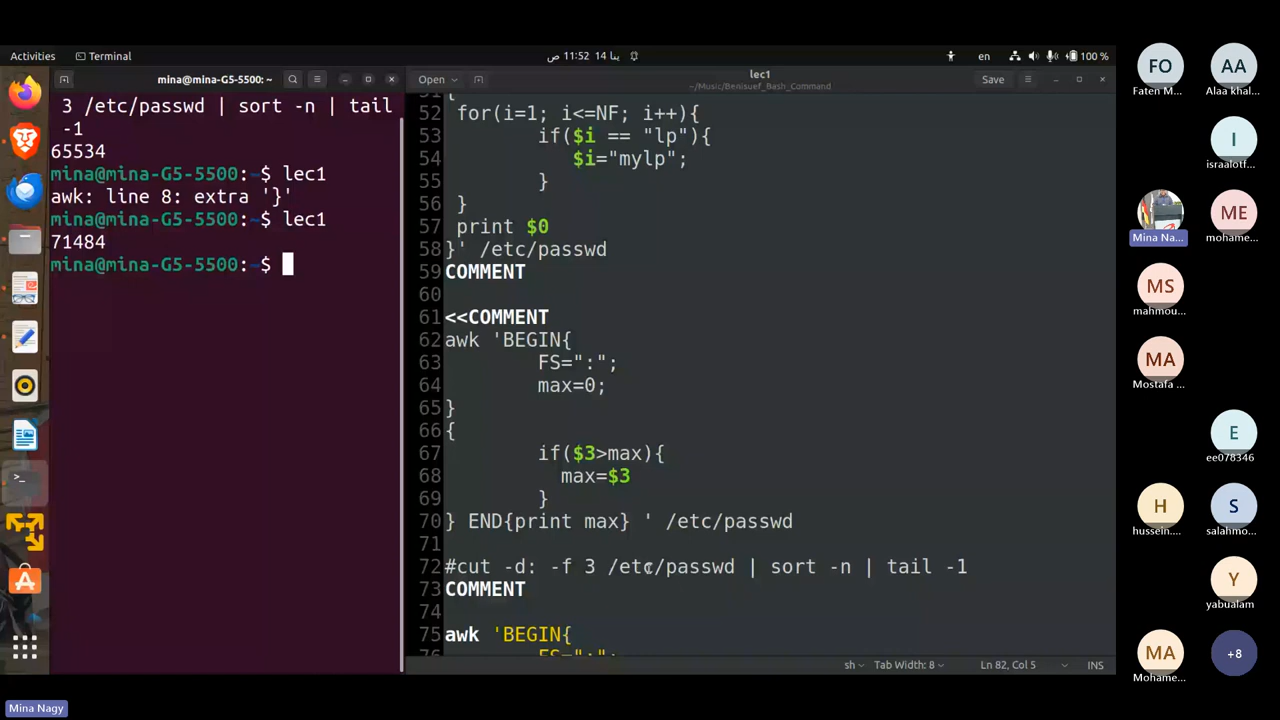 Activities
Terminal
ص 11:52 14 ينا
en
100 %
mina@mina-G5-5500: ~
3 /etc/passwd | sort -n | tail
-1
65534
mina@mina-G5-5500:~$ lec1
awk: line 8: extra '}'
mina@mina-G5-5500:~$ lec1
71484
mina@mina-G5-5500:~$
Open
lec1
~/Music/Benisuef_Bash_Command
Save
51 {
52 for(i=1; i<=NF; i++){
53 if($i == "lp"){
54 $i="mylp";
55 }
56 }
57 print $0
58 }' /etc/passwd
59 COMMENT
60
61 <<COMMENT
62 awk 'BEGIN{
63 FS=":";
64 max=0;
65 }
66 {
67 if($3>max){
68 max=$3
69 }
70 } END{print max} ' /etc/passwd
71
72 #cut -d: -f 3 /etc/passwd | sort -n | tail -1
73 COMMENT
74
75 awk 'BEGIN{
76 FS=":";
sh
Tab Width: 8
Ln 82, Col 5
INS
FO
Faten M...
AA
Alaa khal...
I
israalotf...
Mina Na...
ME
mohame...
MS
mahmou...
MA
Mostafa ...
E
ee078346
H
hussein....
S
salahmo...
Y
yabualam
MA
Mohame...
+8
Mina Nagy